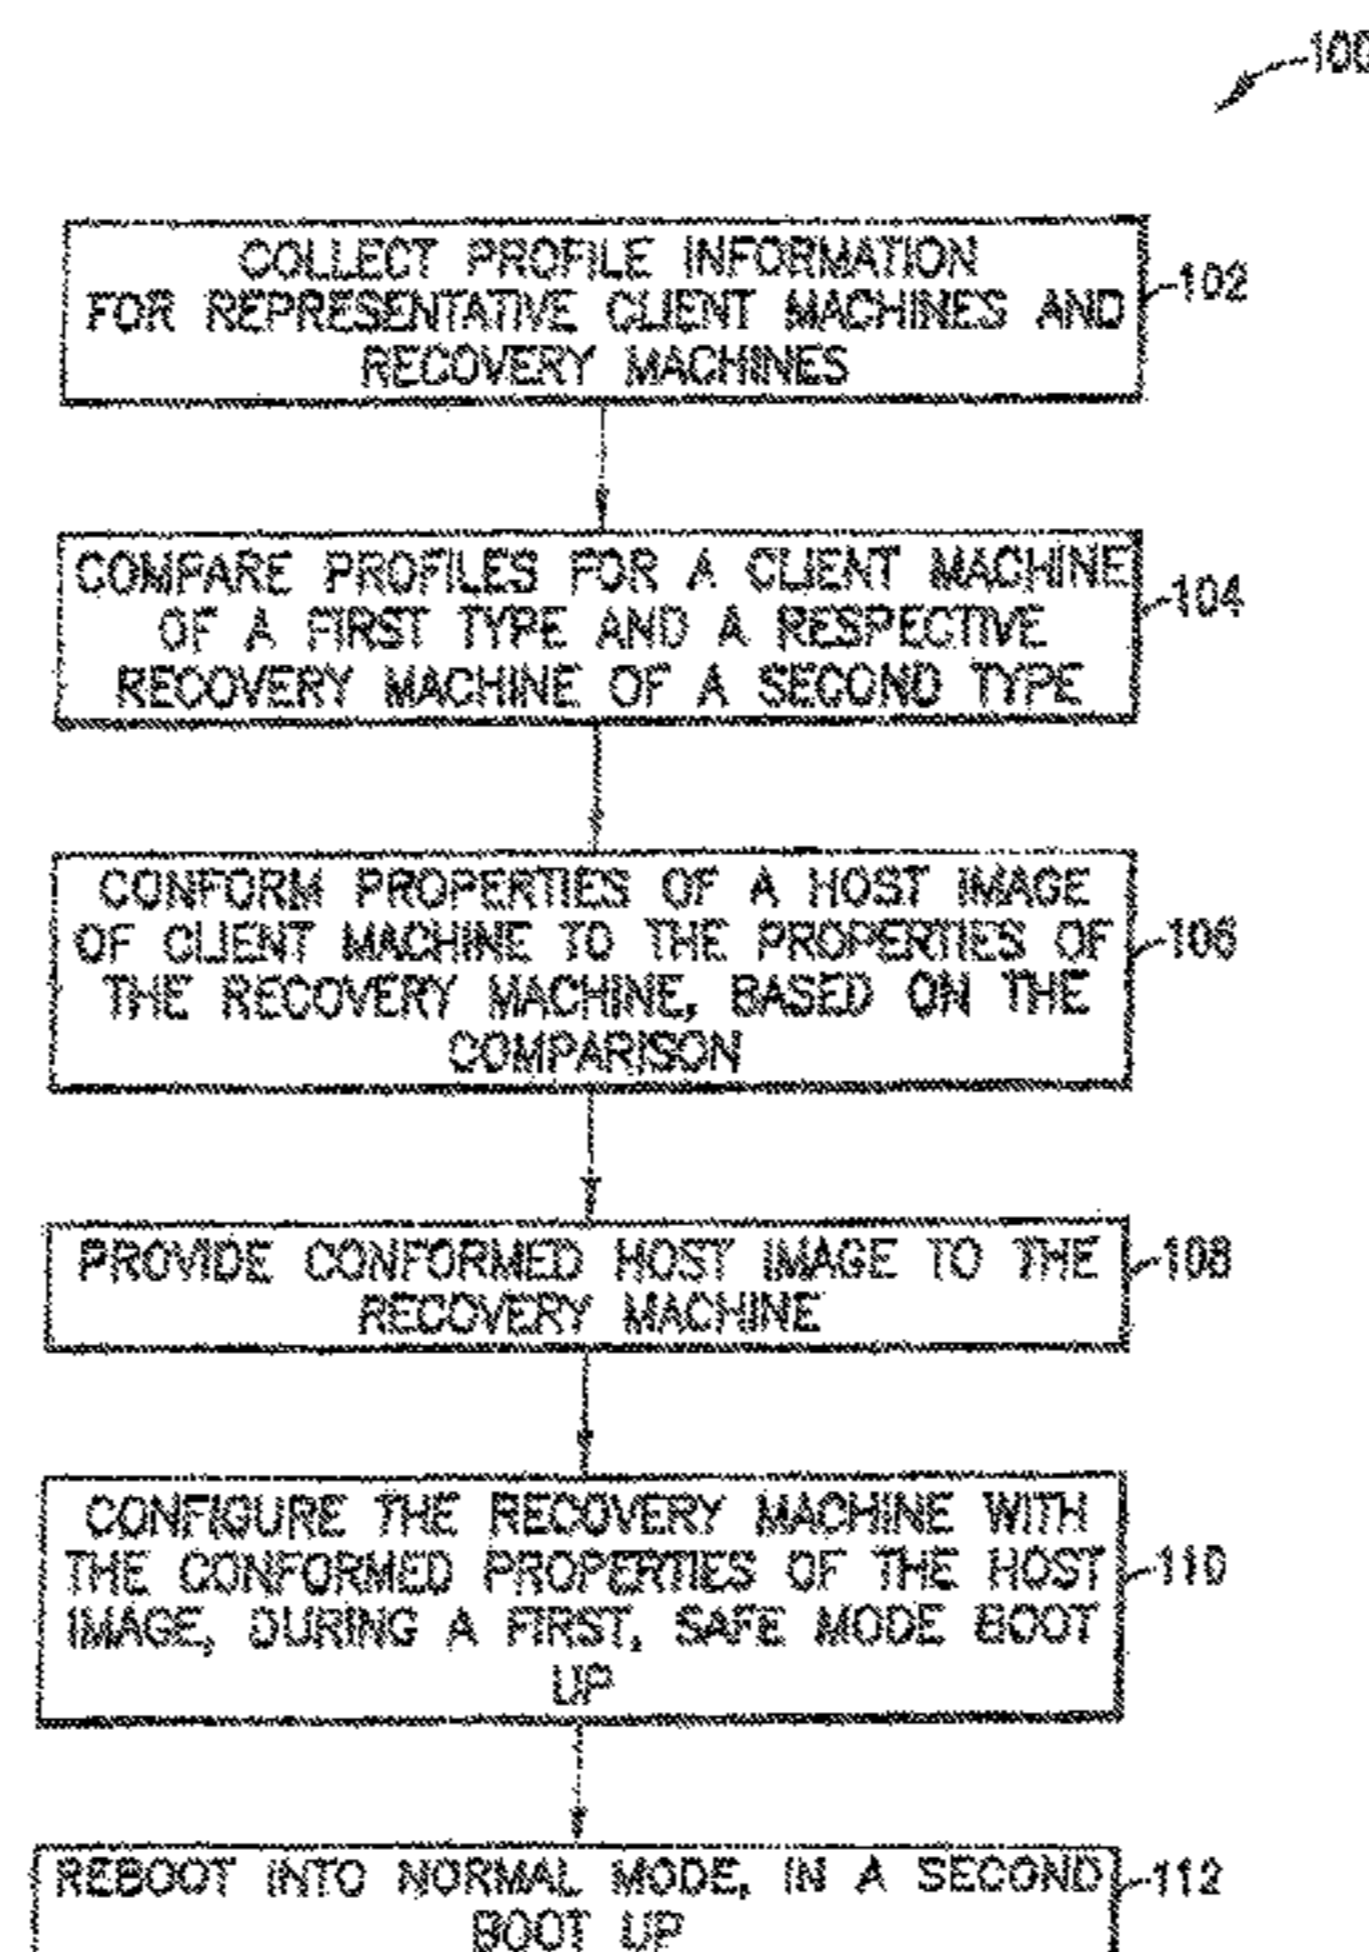 100
COLLECT PROFILE INFORMATION
FOR REPRESENTATIVE CLIENT MACHINES AND
RECOVERY MACHINES
102
COMPARE PROFILES FOR A CLIENT MACHINE
OF A FIRST TYPE AND A RESPECTIVE
RECOVERY MACHINE OF A SECOND TYPE
104
CONFORM PROPERTIES OF A HOST IMAGE
OF CLIENT MACHINE TO THE PROPERTIES OF
THE RECOVERY MACHINE, BASED ON THE
COMPARISON
106
PROVIDE CONFORMED HOST IMAGE TO THE
RECOVERY MACHINE
108
CONFIGURE THE RECOVERY MACHINE WITH
THE CONFORMED PROPERTIES OF THE HOST
IMAGE, DURING A FIRST, SAFE MODE BOOT
UP
110
REBOOT INTO NORMAL MODE, IN A SECOND
BOOT UP
112